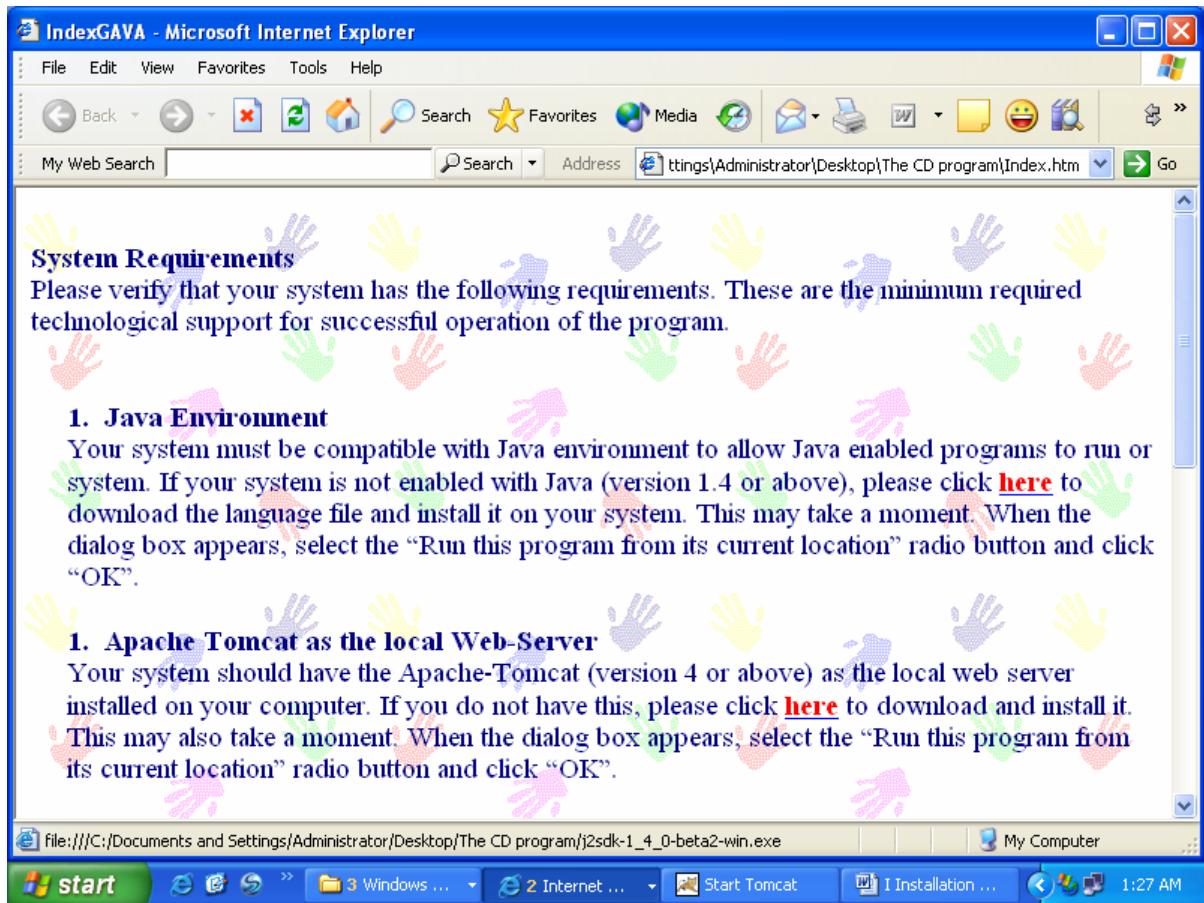 IndexGAVA - Microsoft Internet Explorer
File Edit View Favorites Tools Help
Back Search Favorites Media »
My Web Search Search Address ttings\Administrator\Desktop\The CD program\Index.htm Go
System Requirements
Please verify that your system has the following requirements. These are the minimum required
technological support for successful operation of the program.
1. Java Environment
Your system must be compatible with Java environment to allow Java enabled programs to run or
system. If your system is not enabled with Java (version 1.4 or above), please click here to
download the language file and install it on your system. This may take a moment. When the
dialog box appears, select the “Run this program from its current location” radio button and click
“OK”.
1. Apache Tomcat as the local Web-Server
Your system should have the Apache-Tomcat (version 4 or above) as the local web server
installed on your computer. If you do not have this, please click here to download and install it.
This may also take a moment. When the dialog box appears, select the “Run this program from
its current location” radio button and click “OK”.
file:///C:/Documents and Settings/Administrator/Desktop/The CD program/j2sdk-1_4_0-beta2-win.exe My Computer
start » 3 Windows ... 2 Internet ... Start Tomcat I Installation ... 1:27 AM